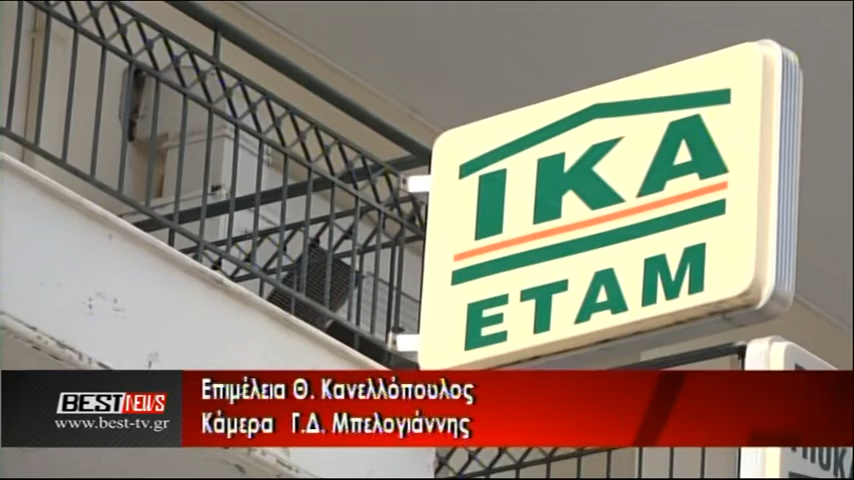 ΙΚΑ
ΕΤΑΜ
Επιμέλεια Θ. Κανελλόπουλος
Κάμερα Γ.Δ. Μπελογιάννης
BEST NEWS
www.best-tv.gr